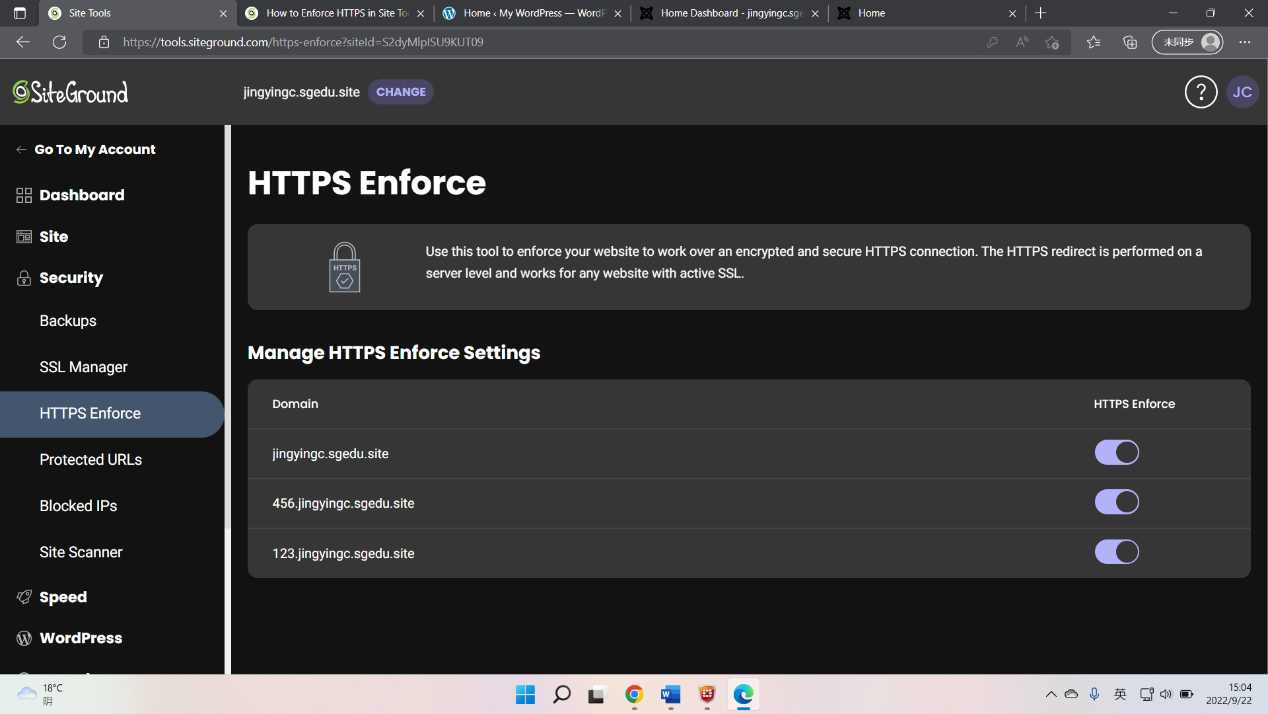 Site Tools
How to Enforce HTTPS in Site To
Home ‹ My WordPress — WordP
Home Dashboard - jingyingc.sge
Home
https://tools.siteground.com/https-enforce?siteId=S2dyMlpISU9KUT09
未同步
SiteGround
jingyingc.sgedu.site
CHANGE
?
JC
Go To My Account
Dashboard
Site
Security
Backups
SSL Manager
HTTPS Enforce
Protected URLs
Blocked IPs
Site Scanner
Speed
WordPress
HTTPS Enforce
HTTPS
Use this tool to enforce your website to work over an encrypted and secure HTTPS connection. The HTTPS redirect is performed on a
server level and works for any website with active SSL.
Manage HTTPS Enforce Settings
Domain
HTTPS Enforce
jingyingc.sgedu.site
456.jingyingc.sgedu.site
123.jingyingc.sgedu.site
18°C
阴
英
15:04
2022/9/22